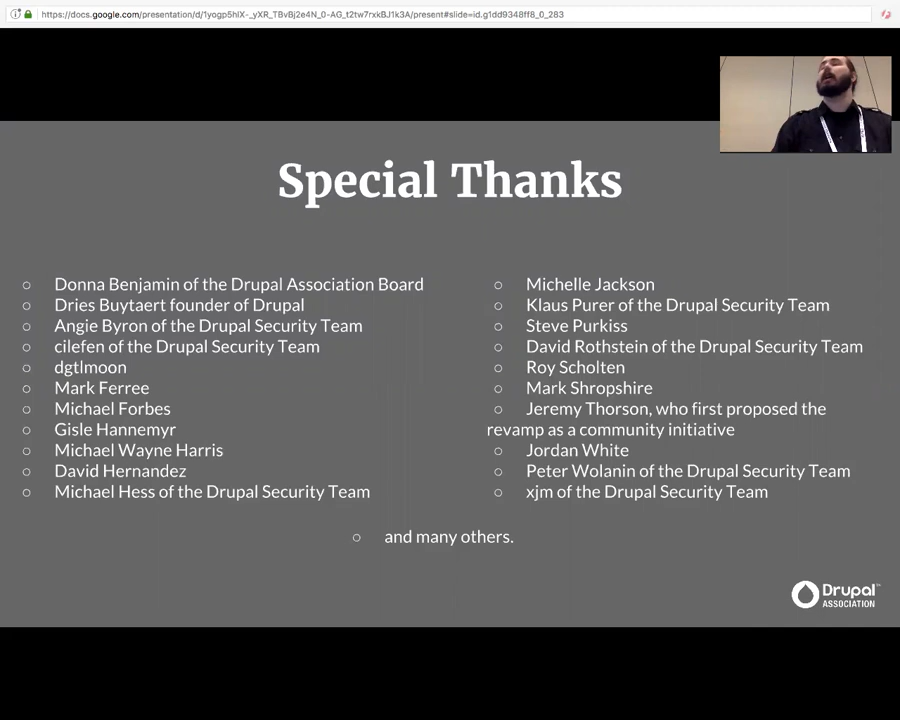 https://docs.google.com/presentation/d/1yogp5hlX-_yXR_TBvBj2e4N_0-AG_t2tw7rxkBJ1k3A/present#slide=id.g1dd9348ff8_0_283
Special Thanks
○ Donna Benjamin of the Drupal Association Board
○ Dries Buytaert founder of Drupal
○ Angie Byron of the Drupal Security Team
○ cilefen of the Drupal Security Team
○ dgtlmoon
○ Mark Ferree
○ Michael Forbes
○ Gisle Hannemyr
○ Michael Wayne Harris
○ David Hernandez
○ Michael Hess of the Drupal Security Team
○ Michelle Jackson
○ Klaus Purer of the Drupal Security Team
○ Steve Purkiss
○ David Rothstein of the Drupal Security Team
○ Roy Scholten
○ Mark Shropshire
○ Jeremy Thorson, who first proposed the
revamp as a community initiative
○ Jordan White
○ Peter Wolanin of the Drupal Security Team
○ xjm of the Drupal Security Team
○ and many others.
Drupal
ASSOCIATION